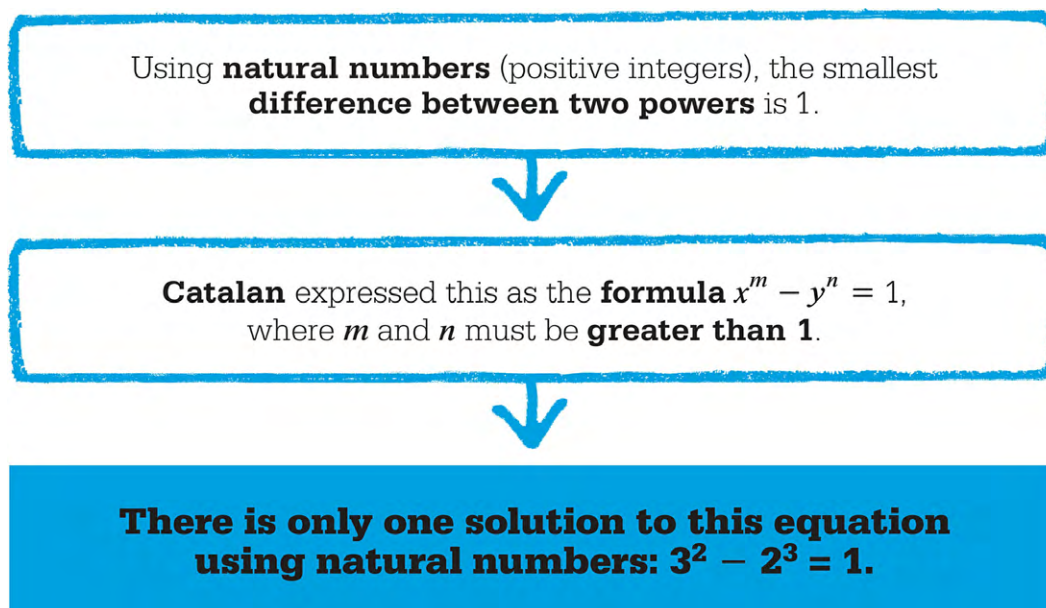 Using natural numbers (positive integers), the smallest
difference between two powers is 1.
Catalan expressed this as the formula xᵐ − yⁿ = 1,
where m and n must be greater than 1.
There is only one solution to this equation
using natural numbers: 3² − 2³ = 1.